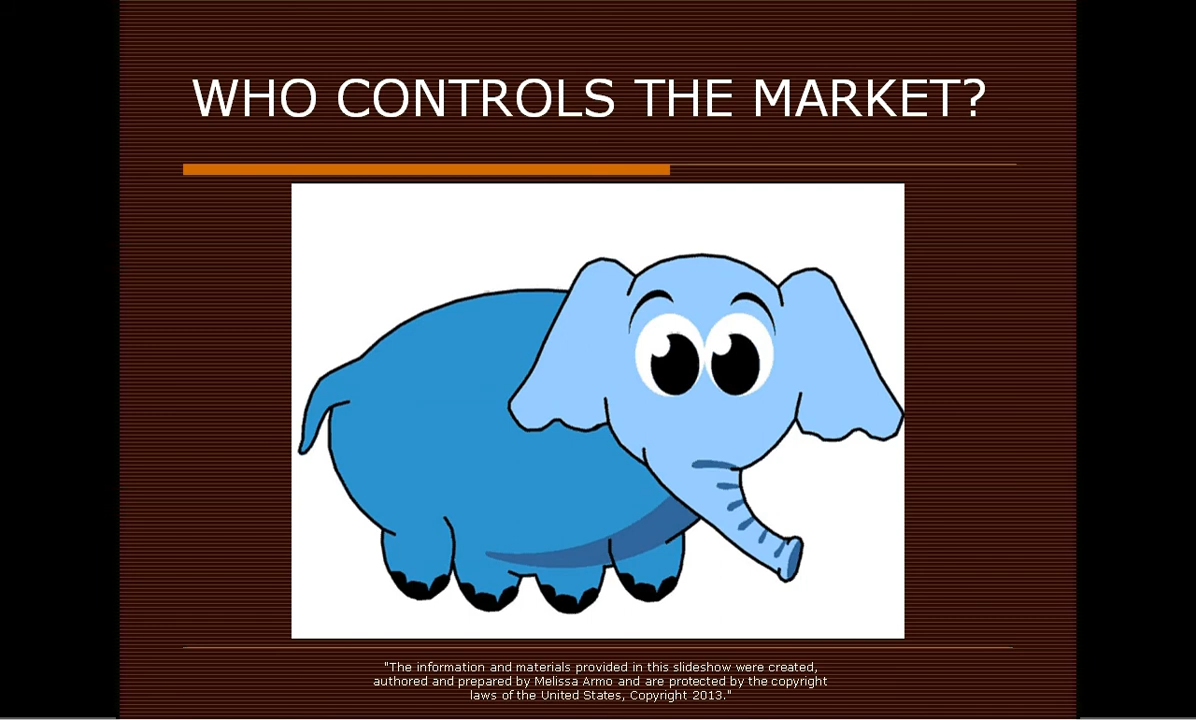 WHO CONTROLS THE MARKET?
"The information and materials provided in this slideshow were created,
authored and prepared by Melissa Armo and are protected by the copyright
laws of the United States, Copyright 2013."